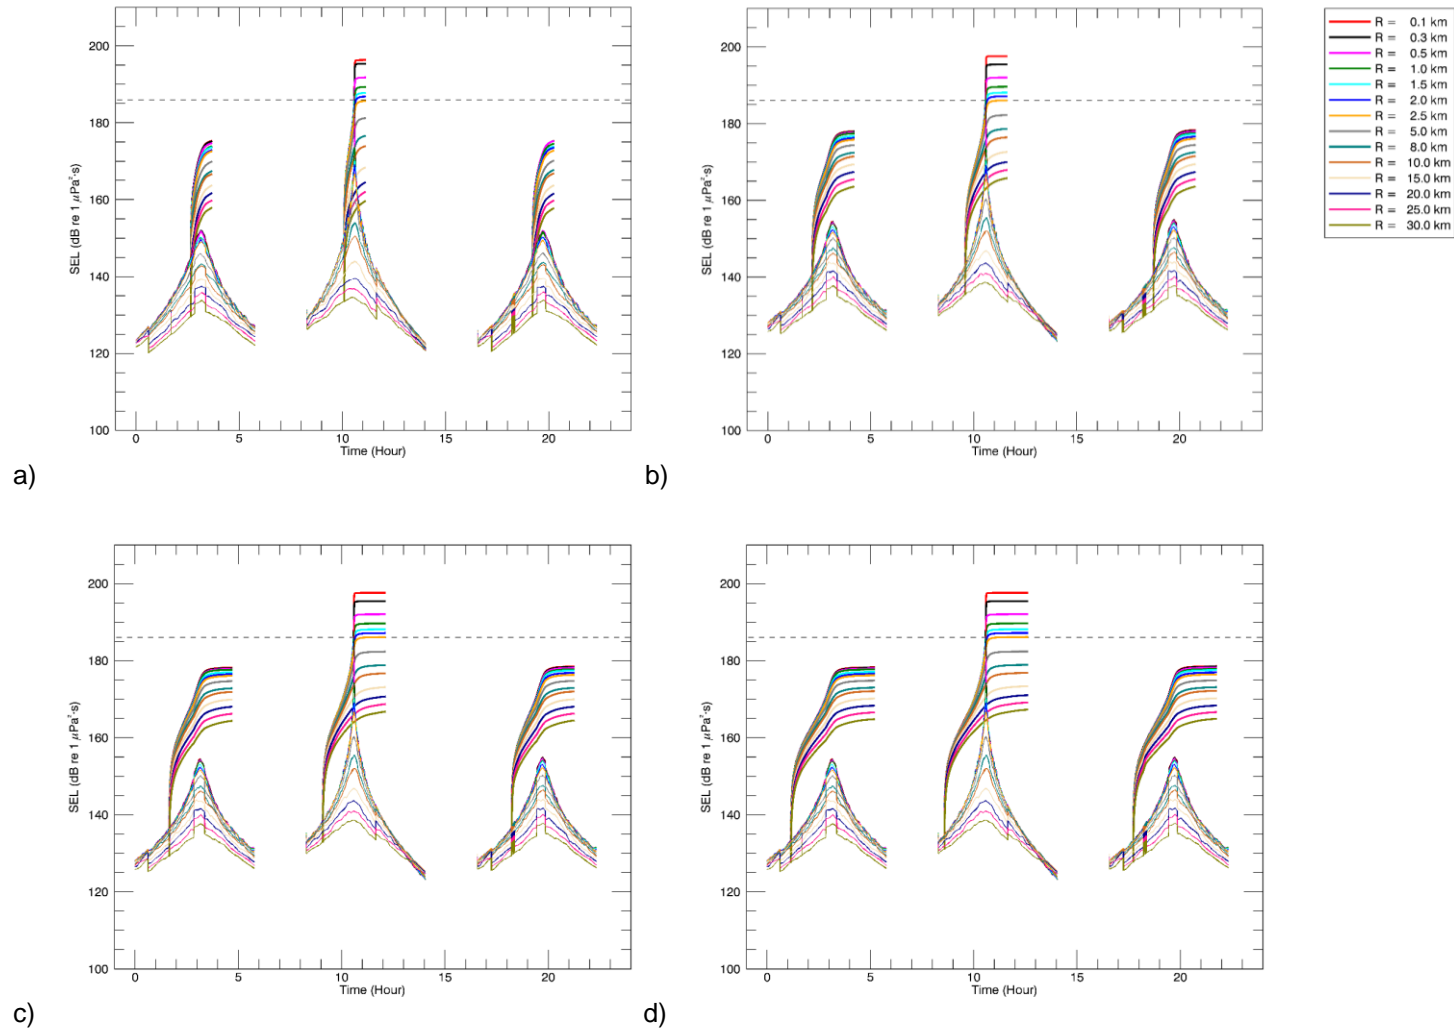 200
180
160
140
120
100
SEL (dB re 1 µPa²·s)
0 5 10 15 20
Time (Hour)
a)
200
180
160
140
120
100
SEL (dB re 1 µPa²·s)
0 5 10 15 20
Time (Hour)
b)
R = 0.1 km
R = 0.3 km
R = 0.5 km
R = 1.0 km
R = 1.5 km
R = 2.0 km
R = 2.5 km
R = 5.0 km
R = 8.0 km
R = 10.0 km
R = 15.0 km
R = 20.0 km
R = 25.0 km
R = 30.0 km
200
180
160
140
120
100
SEL (dB re 1 µPa²·s)
0 5 10 15 20
Time (Hour)
c)
200
180
160
140
120
100
SEL (dB re 1 µPa²·s)
0 5 10 15 20
Time (Hour)
d)